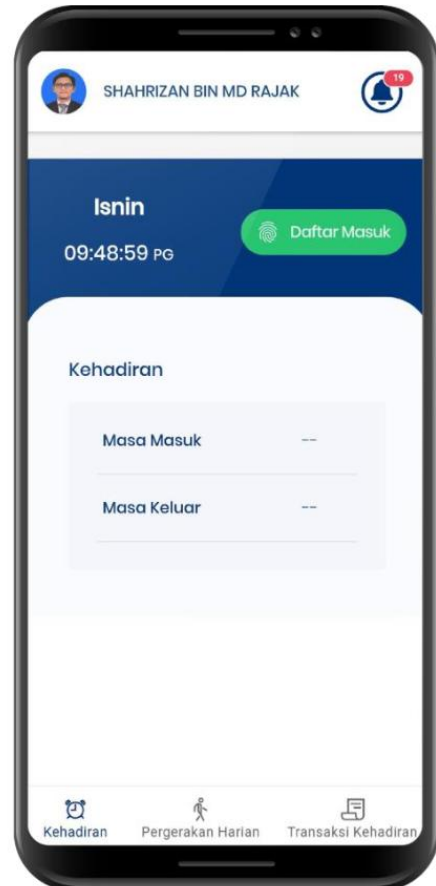 SHAHRIZAN BIN MD RAJAK
19
Isnin
09:48:59 PG
Daftar Masuk
Kehadiran
Masa Masuk --
Masa Keluar --
Kehadiran Pergerakan Harian Transaksi Kehadiran